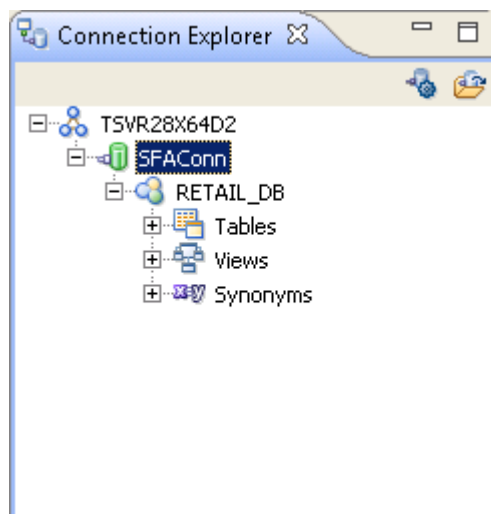 Connection Explorer
TSVR28X64D2
SFAConn
RETAIL_DB
Tables
Views
x=y Synonyms